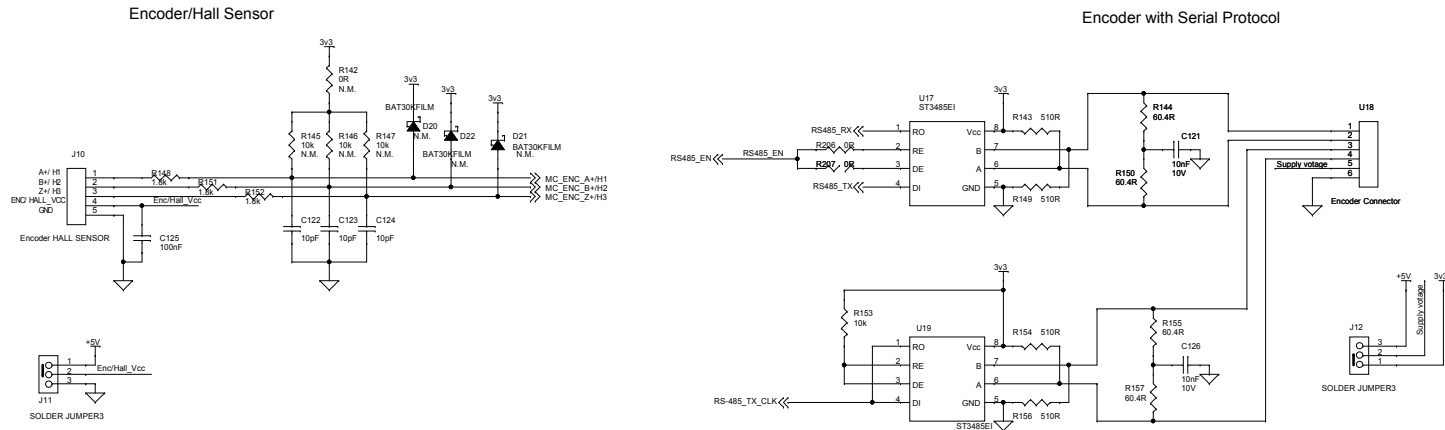 Encoder/Hall Sensor
3v3
R142
0R
N.M.
3v3
3v3
3v3
BAT30KFILM
D20
N.M.
D22
BAT30KFILM
N.M.
D21
BAT30KFILM
N.M.
R145
10k
N.M.
R146
10k
N.M.
R147
10k
N.M.
J10
A+/ H1
B+/ H2
Z+/ H3
ENC/ HALL_VCC
GND
1
2
3
4
5
R148
1.8k
R151
1.8k
R152
1.8k
Enc/Hall_Vcc
MC_ENC_A+/H1
MC_ENC_B+/H2
MC_ENC_Z+/H3
Encoder HALL SENSOR
C125
100nF
C122
10pF
C123
10pF
C124
10pF
+5V
1
2
3
Enc/Hall_Vcc
J11
SOLDER JUMPER3
Encoder with Serial Protocol
U17
ST3485EI
3v3
RS485_RX
RS485_EN
RS485_EN
R206 0R
R207 0R
RS485_TX
1
2
3
4
RO
RE
DE
DI
Vcc
B
A
GND
8
7
6
5
R143 510R
R149 510R
R144
60.4R
R150
60.4R
C121
10nF
10V
U18
1
2
3
4
5
6
Supply votage
Encoder Connector
3v3
R153
10k
U19
1
2
3
4
RO
RE
DE
DI
Vcc
B
A
GND
8
7
6
5
ST3485EI
R154 510R
R156 510R
RS-485_TX_CLK
R155
60.4R
R157
60.4R
C126
10nF
10V
+5V
Supply votage
3v3
J12
3
2
1
SOLDER JUMPER3